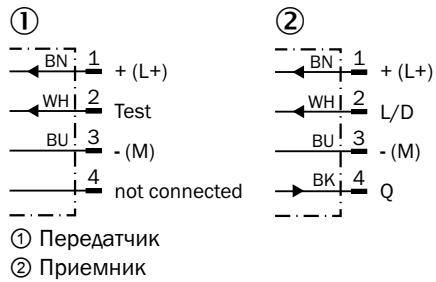 ① ②
BN 1 + (L+) BN 1 + (L+)
WH 2 Test WH 2 L/D
BU 3 - (M) BU 3 - (M)
4 not connected BK 4 Q
① Передатчик
② Приемник